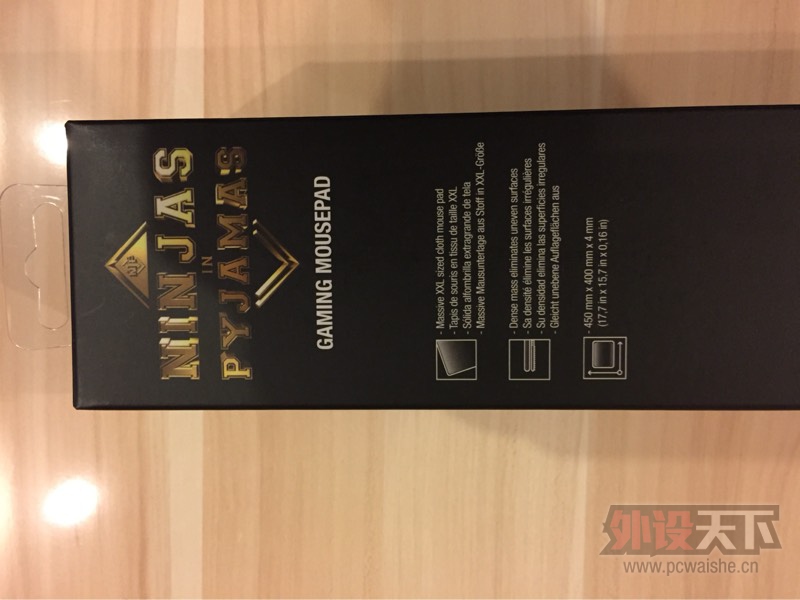 NINJAS
IN
PYJAMAS
GAMING MOUSEPAD
- Massive XXL sized cloth mouse pad
- Tapis de souris en tissu de taille XXL
- Sólida alfombrilla extragrande de tela
- Massive Mausunterlage aus Stoff in XXL-Größe
- Dense mass eliminates uneven surfaces
- Sa densité élimine les surfaces irrégulières
- Su densidad elimina las superficies irregulares
- Gleicht unebene Auflageflächen aus
- 450 mm x 400 mm x 4 mm
(17,7 in x 15,7 in x 0,16 in)
外设天下
www.pcwaishe.cn